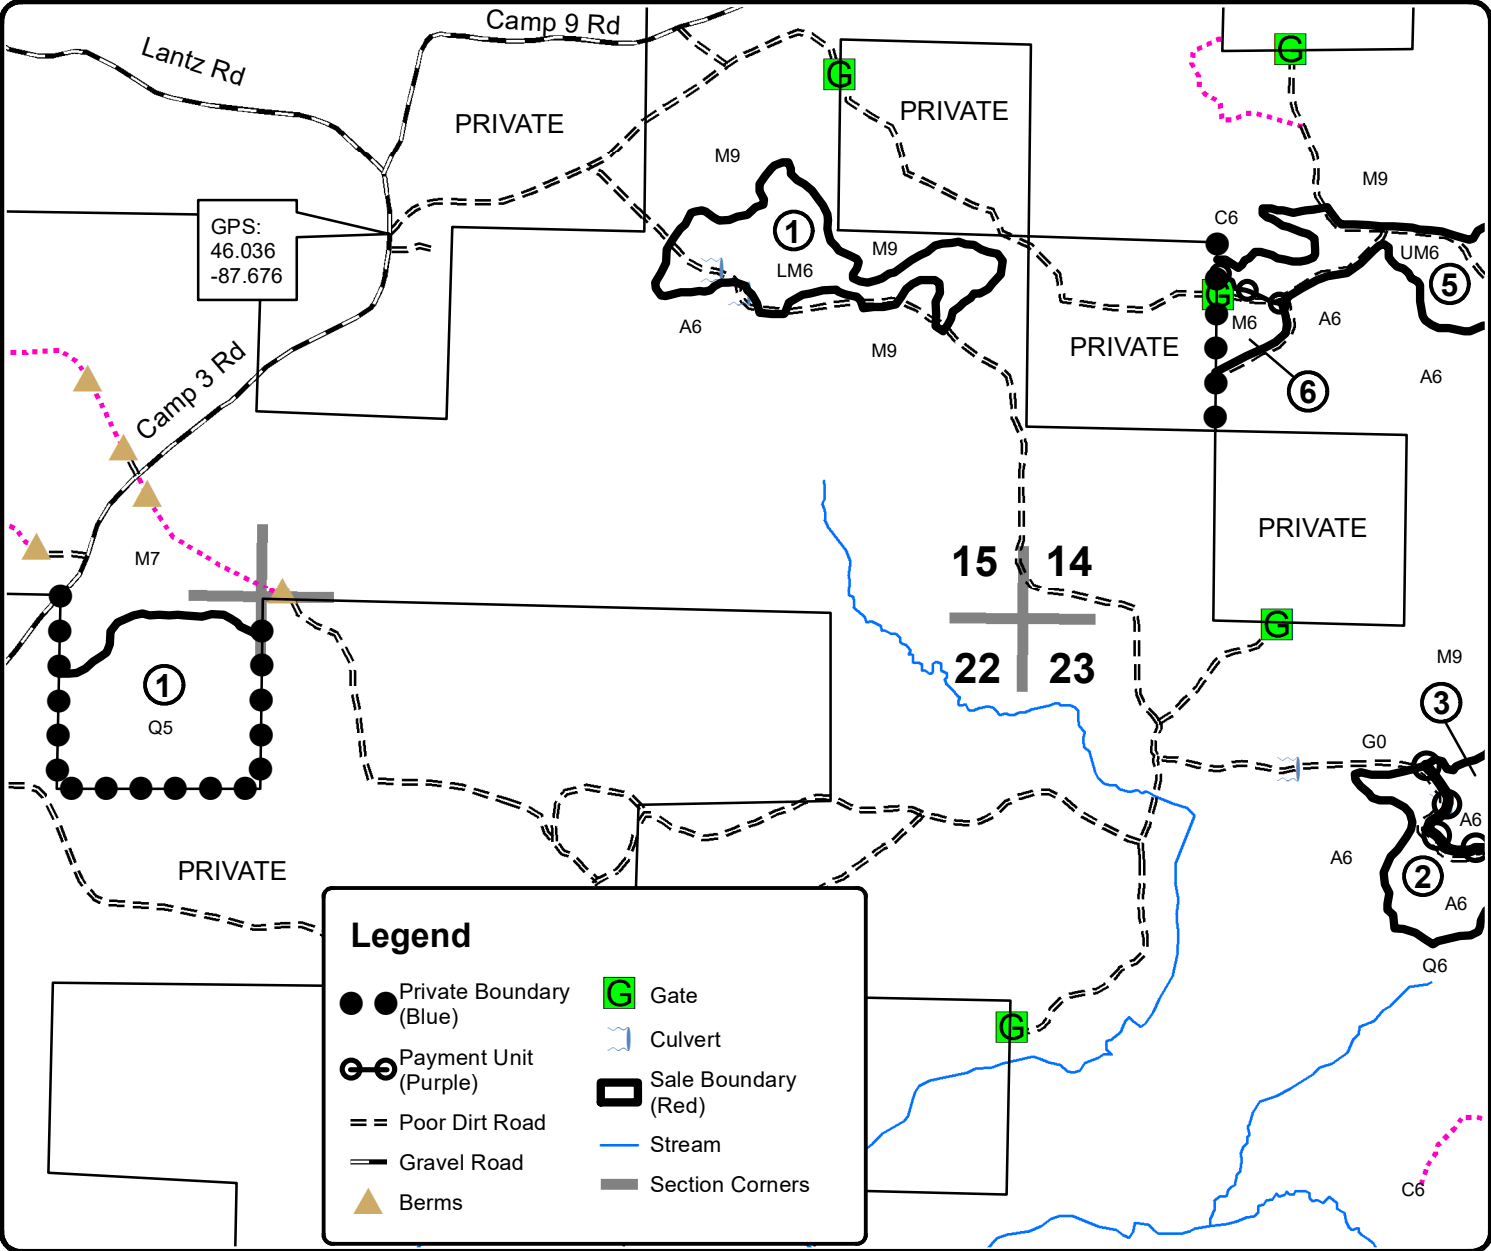 Camp 9 Rd
Lantz Rd
G
G
PRIVATE
PRIVATE
M9
M9
C6
GPS:
46.036
-87.676
1
M9
LM6
UM6
5
G
M6
A6
A6
M9
PRIVATE
A6
6
Camp 3 Rd
PRIVATE
M7
15
14
22
23
G
M9
1
Q5
3
G0
A6
A6
2
A6
PRIVATE
Q6
G
C6
Legend
Private Boundary
(Blue)
Payment Unit
(Purple)
Poor Dirt Road
Gravel Road
Berms
G Gate
Culvert
Sale Boundary
(Red)
Stream
Section Corners